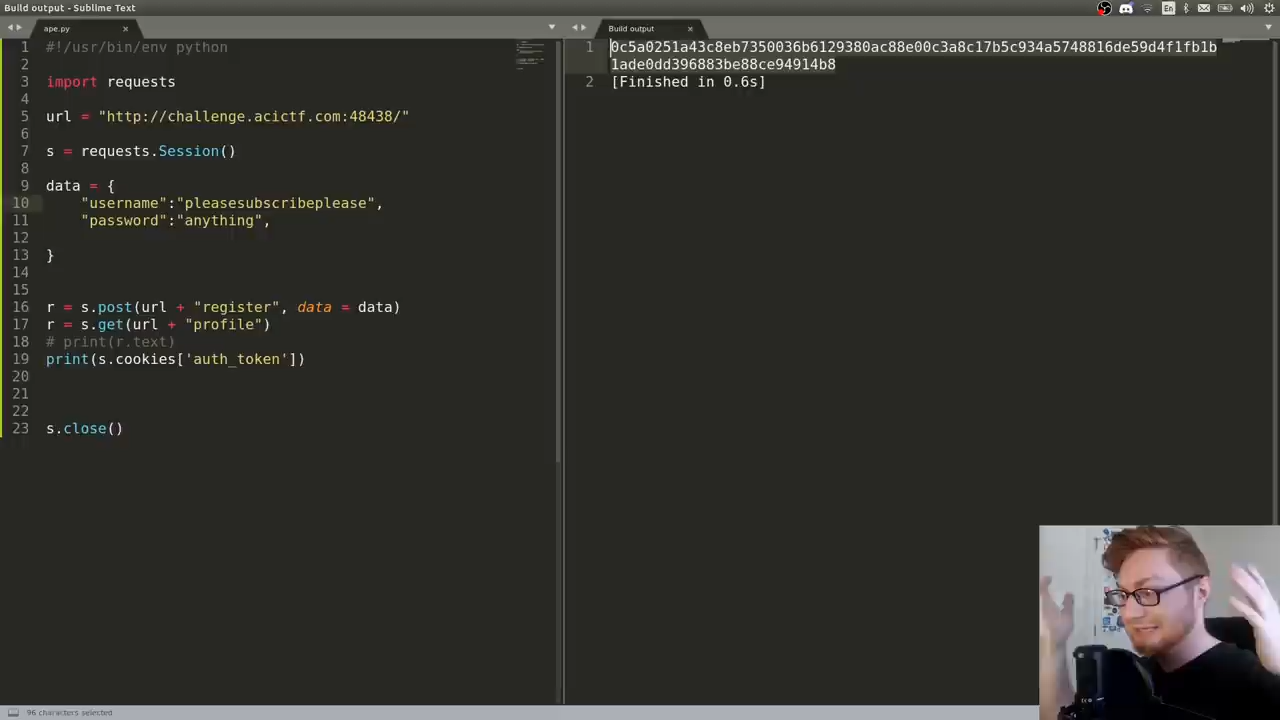 Build output - Sublime Text
En
ape.py
×
Build output
×
1 #!/usr/bin/env python
2
3 import requests
4
5 url = "http://challenge.acictf.com:48438/"
6
7 s = requests.Session()
8
9 data = {
10 "username":"pleasesubscribeplease",
11 "password":"anything",
12
13 }
14
15
16 r = s.post(url + "register", data = data)
17 r = s.get(url + "profile")
18 # print(r.text)
19 print(s.cookies['auth_token'])
20
21
22
23 s.close()
1 0c5a0251a43c8eb7350036b6129380ac88e00c3a8c17b5c934a5748816de59d4f1fb1b
1ade0dd396883be88ce94914b8
2 [Finished in 0.6s]
96 characters selected